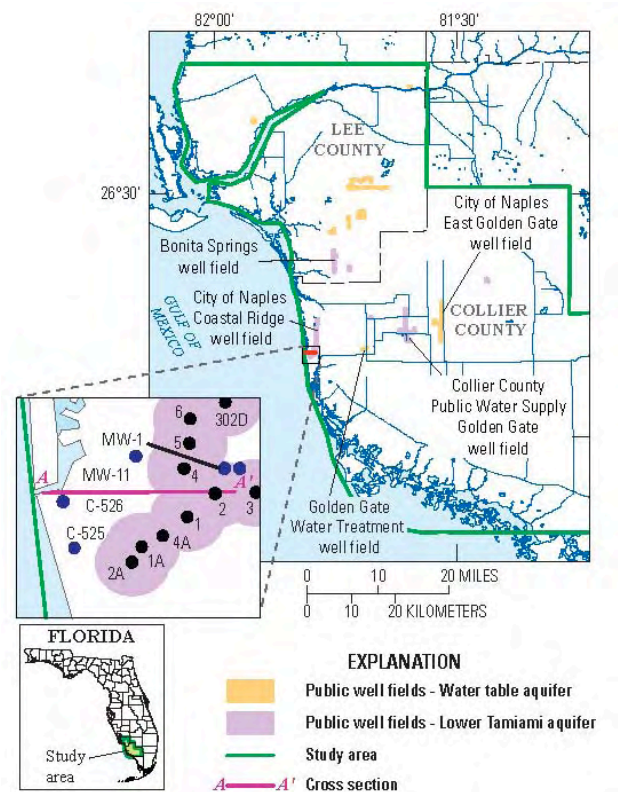 82°00'
81°30'
LEE
COUNTY
26°30'
City of Naples
East Golden Gate
well field
Bonita Springs
well field
City of Naples
Coastal Ridge
well field
GULF OF
MEXICO
COLLIER
COUNTY
Collier County
Public Water Supply
Golden Gate
well field
Golden Gate
Water Treatment
well field
6
302D
MW-1
5
MW-11
4
A
A'
C-526
2
3
1
C-525
4A
1A
2A
0 10 20 MILES
0 10 20 KILOMETERS
FLORIDA
Study
area
EXPLANATION
Public well fields - Water table aquifer
Public well fields - Lower Tamiami aquifer
Study area
A A' Cross section